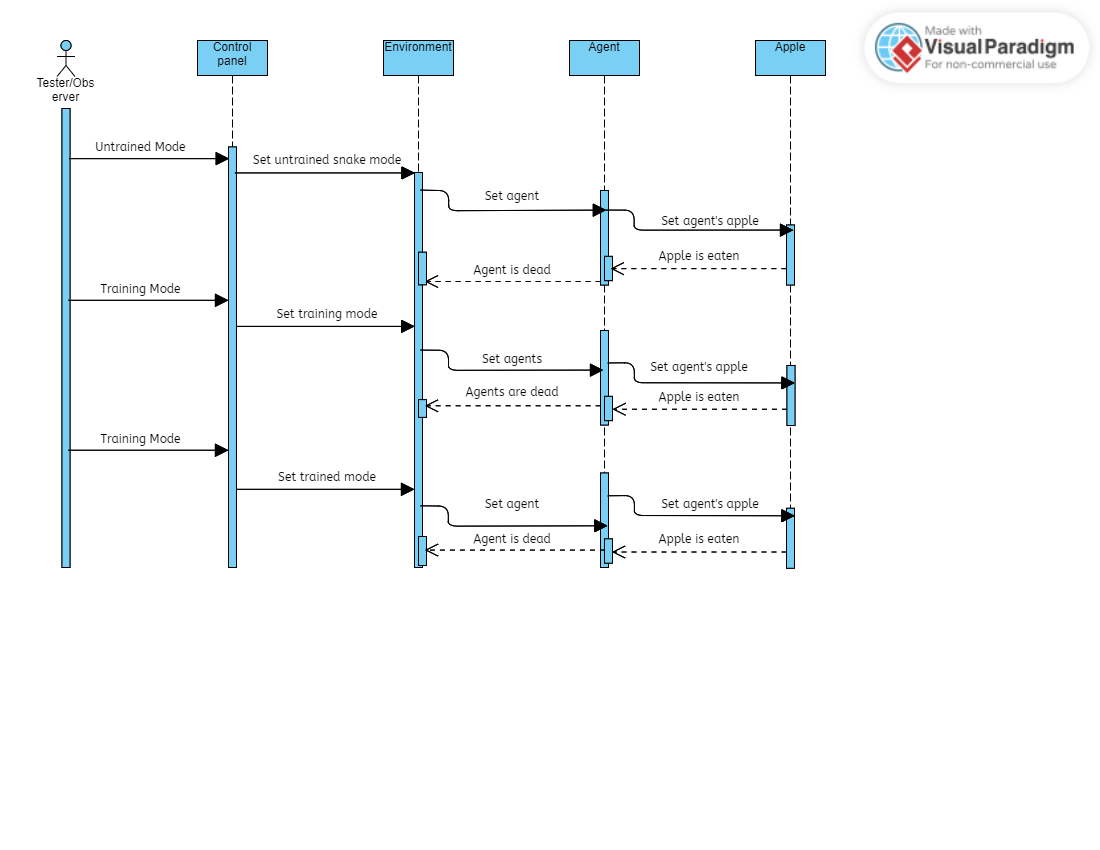 Tester/Obs
erver
Control
panel
Environment
Agent
Apple
Made with
Visual Paradigm
For non-commercial use
Untrained Mode
Set untrained snake mode
Set agent
Set agent's apple
Apple is eaten
Agent is dead
Training Mode
Set training mode
Set agents
Set agent's apple
Agents are dead
Apple is eaten
Training Mode
Set trained mode
Set agent
Set agent's apple
Agent is dead
Apple is eaten